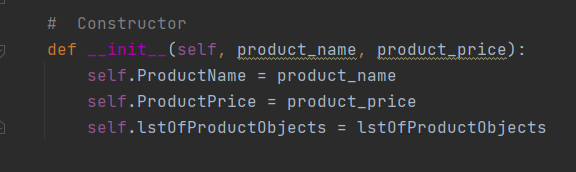 #  Constructor
def __init__(self, product_name, product_price):
self.ProductName = product_name
self.ProductPrice = product_price
self.lstOfProductObjects = lstOfProductObjects